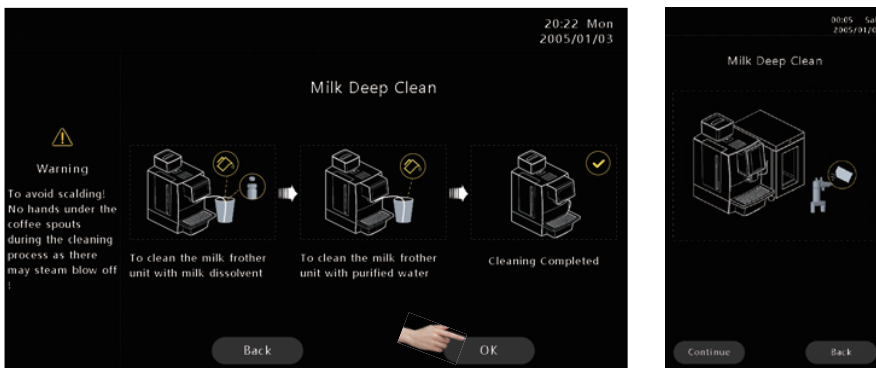 20:22 Mon
2005/01/03
Milk Deep Clean
Warning
To avoid scalding!
No hands under the
coffee spouts
during the cleaning
process as there
may steam blow off
!
To clean the milk frother
unit with milk dissolvent
To clean the milk frother
unit with purified water
Cleaning Completed
Back
OK
00:05
Milk Deep Clean
Continue
Back